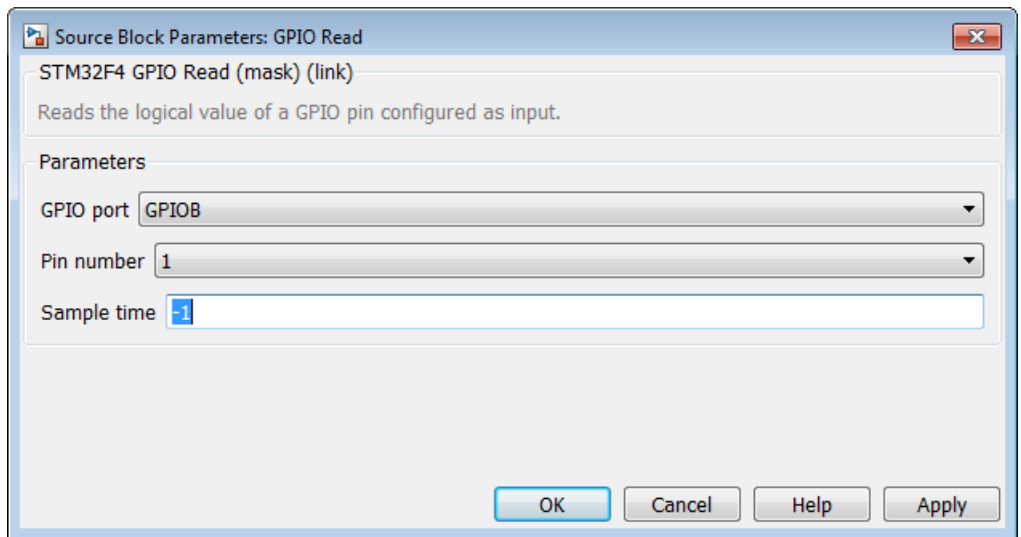 Source Block Parameters: GPIO Read
STM32F4 GPIO Read (mask) (link)
Reads the logical value of a GPIO pin configured as input.
Parameters
GPIO port GPIOB
Pin number 1
Sample time -1
OK Cancel Help Apply